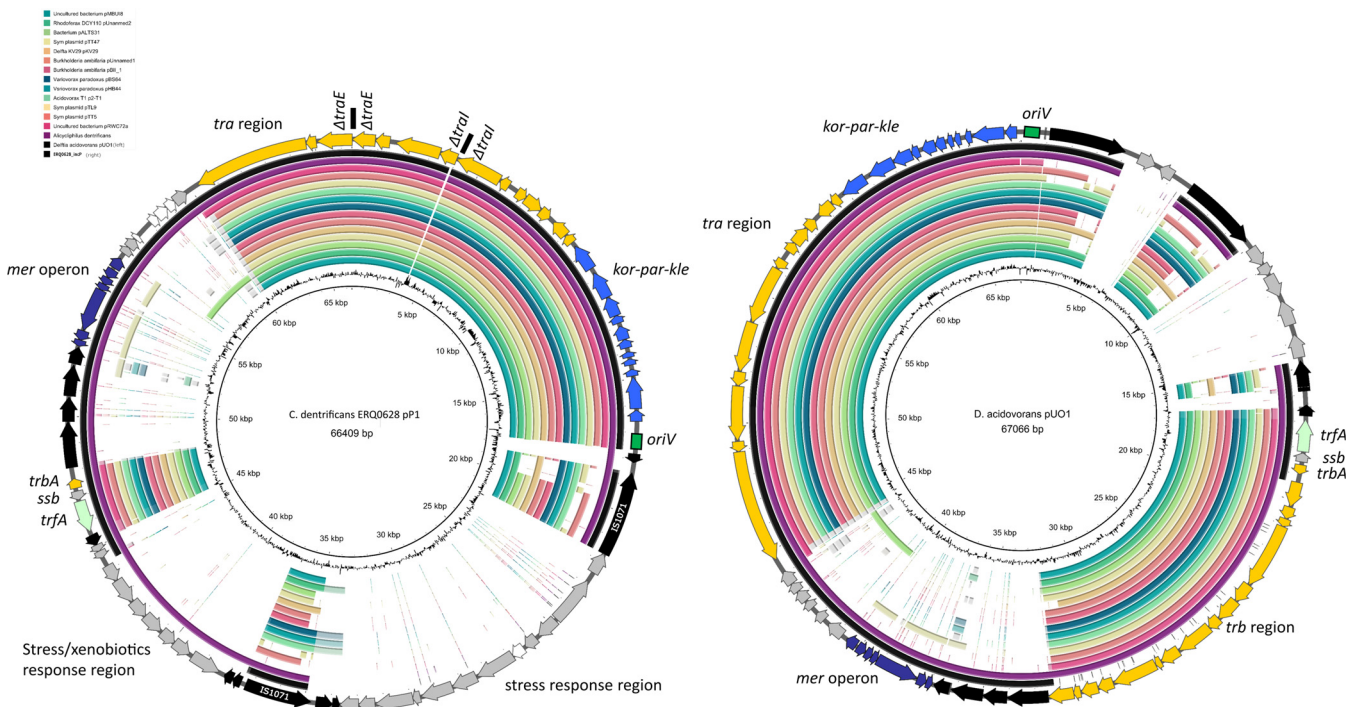 Uncultured bacterium pMBUI8
Rhodoferax DCY110 pUnanmed2
Bacterium pALTS31
Sym plasmid pTT47
Delftia KV29 pKV29
Burkholderia ambifaria pUnnamed1
Burkholderia ambifaria pBII_1
Variovorax paradoxus pBS64
Variovorax paradoxus pHB44
Acidovorax T1 p2-T1
Sym plasmid pTL9
Sym plasmid pTT5
Uncultured bacterium pRWC72a
Alicycliphilus dentrificans
Delftia acidovorans pUO1(left)
ERQ0628_IncP (right)
tra region
ΔtraE
ΔtraE
ΔtraI
ΔtraI
kor-par-kle
oriV
IS1071
stress response region
IS1071
Stress/xenobiotics
response region
trfA
ssb
trbA
mer operon
65 kbp
5 kbp
10 kbp
15 kbp
20 kbp
25 kbp
30 kbp
35 kbp
40 kbp
45 kbp
50 kbp
55 kbp
60 kbp
C. dentrificans ERQ0628 pP1
66409 bp
oriV
kor-par-kle
tra region
trfA
ssb
trbA
trb region
mer operon
65 kbp
5 kbp
10 kbp
15 kbp
20 kbp
25 kbp
30 kbp
35 kbp
40 kbp
45 kbp
50 kbp
55 kbp
60 kbp
D. acidovorans pUO1
67066 bp